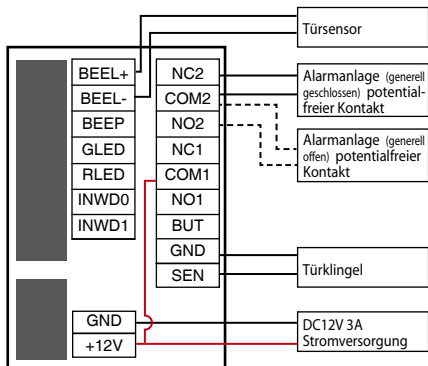 BEEL+
BEEL-
BEEP
GLED
RLED
INWD0
INWD1
GND
+12V
NC2
COM2
NO2
NC1
COM1
NO1
BUT
GND
SEN
Türsensor
Alarmanlage (generell
geschlossen) potential-
freier Kontakt
Alarmanlage (generell
offen) potentialfreier
Kontakt
Türklingel
DC12V 3A
Stromversorgung